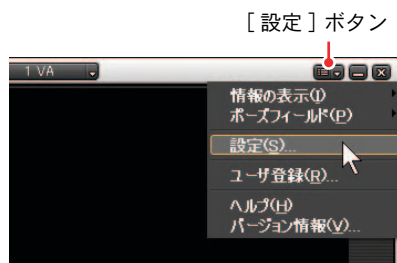 ［設定］ボタン
1 VA
情報の表示(I)
ポーズフィールド(P)
設定(S)...
ユーザ登録(R)...
ヘルプ(H)
バージョン情報(V)...